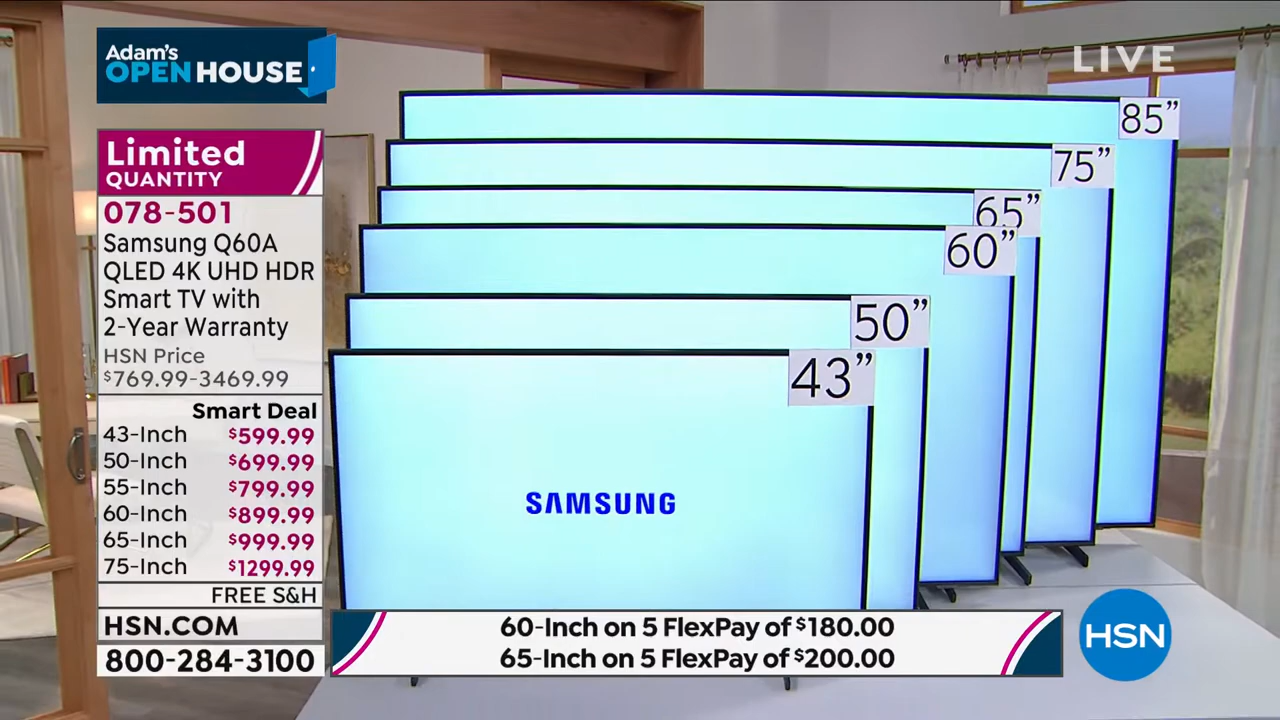 Adam's
OPEN HOUSE
LIVE
Limited
QUANTITY
078-501
Samsung Q60A
QLED 4K UHD HDR
Smart TV with
2-Year Warranty
HSN Price
$769.99-3469.99
Smart Deal
43-Inch $599.99
50-Inch $699.99
55-Inch $799.99
60-Inch $899.99
65-Inch $999.99
75-Inch $1299.99
FREE S&H
HSN.COM
800-284-3100
85”
75”
65”
60”
50”
43”
SAMSUNG
60-Inch on 5 FlexPay of $180.00
65-Inch on 5 FlexPay of $200.00
HSN